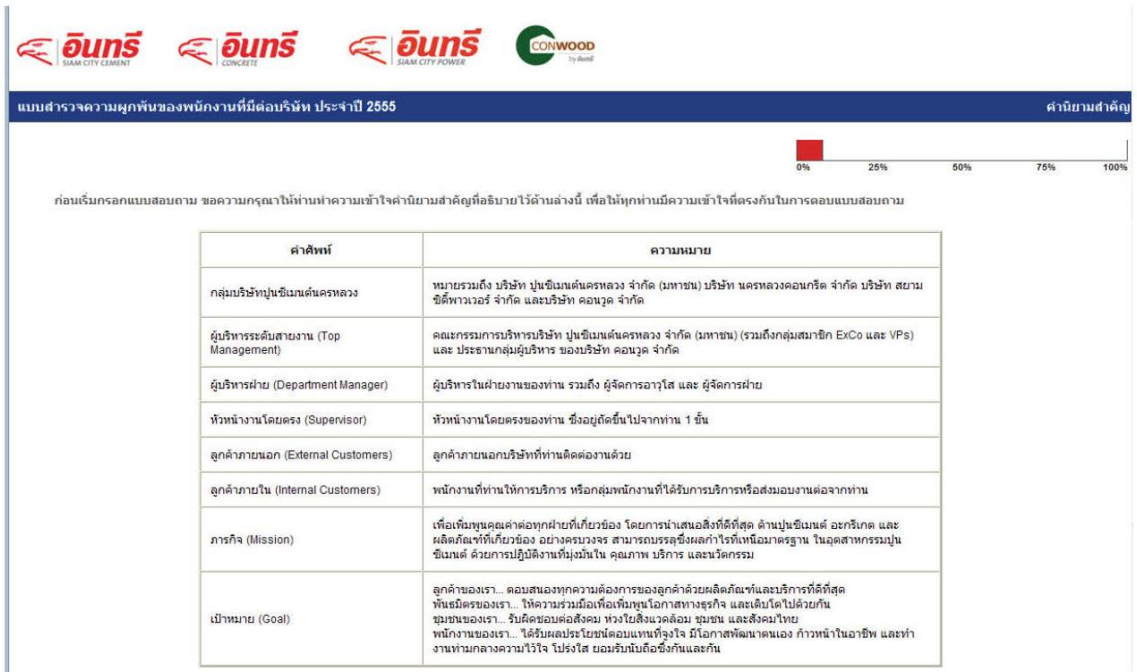 อินทรี อินทรี อินทรี CONWOOD
SIAM CITY CEMENT CONCRETE SIAM CITY POWER by อินทรี
แบบสำรวจความผูกพันของพนักงานที่มีต่อบริษัท ประจำปี 2555 คำนิยามสำคัญ
0% 25% 50% 75% 100%
ก่อนเริ่มกรอกแบบสอบถาม ขอความกรุณาให้ท่านทำความเข้าใจคำนิยามสำคัญที่อธิบายไว้ด้านล่างนี้ เพื่อให้ทุกท่านมีความเข้าใจที่ตรงกันในการตอบแบบสอบถาม
คำศัพท์ ความหมาย
กลุ่มบริษัทปูนซีเมนต์นครหลวง
หมายรวมถึง บริษัท ปูนซีเมนต์นครหลวง จำกัด (มหาชน) บริษัท นครหลวงคอนกรีต จำกัด บริษัท สยาม
ซิตี้พาวเวอร์ จำกัด และบริษัท คอนวูด จำกัด
ผู้บริหารระดับสายงาน (Top
Management)
คณะกรรมการบริหารบริษัท ปูนซีเมนต์นครหลวง จำกัด (มหาชน) (รวมถึงกลุ่มสมาชิก ExCo และ VPs)
และ ประธานกลุ่มผู้บริหาร ของบริษัท คอนวูด จำกัด
ผู้บริหารฝ่าย (Department Manager) ผู้บริหารในฝ่ายงานของท่าน รวมถึง ผู้จัดการอาวุโส และ ผู้จัดการฝ่าย
หัวหน้างานโดยตรง (Supervisor) หัวหน้างานโดยตรงของท่าน ซึ่งอยู่ถัดขึ้นไปจากท่าน 1 ขั้น
ลูกค้าภายนอก (External Customers) ลูกค้าภายนอกบริษัทที่ท่านติดต่องานด้วย
ลูกค้าภายใน (Internal Customers) พนักงานที่ท่านให้การบริการ หรือกลุ่มพนักงานที่ได้รับการบริการหรือส่งมอบงานต่อจากท่าน
ภารกิจ (Mission)
เพื่อเพิ่มพูนคุณค่าต่อทุกฝ่ายที่เกี่ยวข้อง โดยการนำเสนอสิ่งที่ดีที่สุด ด้านปูนซีเมนต์ อะกรีเกต และ
ผลิตภัณฑ์ที่เกี่ยวข้อง อย่างครบวงจร สามารถบรรลุซึ่งผลกำไรที่เหนือมาตรฐาน ในอุตสาหกรรมปูน
ซีเมนต์ ด้วยการปฏิบัติงานที่มุ่งมั่นใน คุณภาพ บริการ และนวัตกรรม
เป้าหมาย (Goal)
ลูกค้าของเรา... ตอบสนองทุกความต้องการของลูกค้าด้วยผลิตภัณฑ์และบริการที่ดีที่สุด
พันธมิตรของเรา... ให้ความร่วมมือเพื่อเพิ่มพูนโอกาสทางธุรกิจ และเติบโตไปด้วยกัน
ชุมชนของเรา... รับผิดชอบต่อสังคม ห่วงใยสิ่งแวดล้อม ชุมชน และสังคมไทย
พนักงานของเรา... ได้รับผลประโยชน์ตอบแทนที่จูงใจ มีโอกาสพัฒนาตนเอง ก้าวหน้าในอาชีพ และทำ
งานท่ามกลางความไว้ใจ โปร่งใส ยอมรับนับถือซึ่งกันและกัน